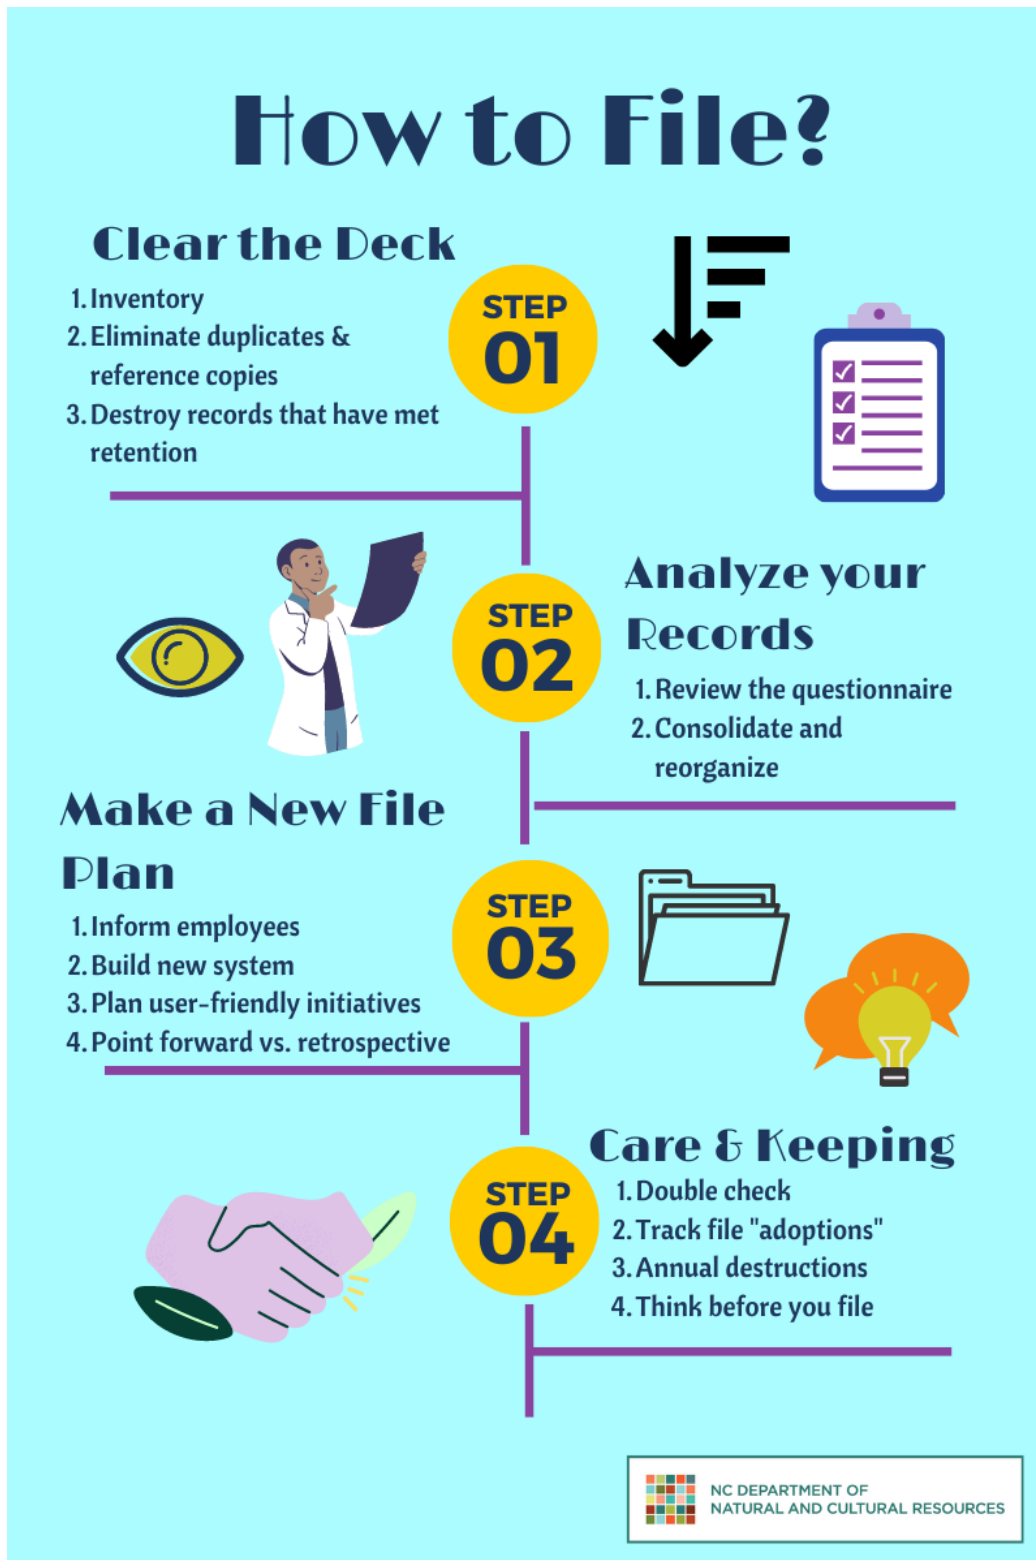 How to File?
Clear the Deck
1. Inventory
2. Eliminate duplicates &
reference copies
3. Destroy records that have met
retention
STEP
01
STEP
02
Analyze your
Records
1. Review the questionnaire
2. Consolidate and
reorganize
Make a New File
Plan
1. Inform employees
2. Build new system
3. Plan user-friendly initiatives
4. Point forward vs. retrospective
STEP
03
STEP
04
Care & Keeping
1. Double check
2. Track file "adoptions"
3. Annual destructions
4. Think before you file
NC DEPARTMENT OF
NATURAL AND CULTURAL RESOURCES